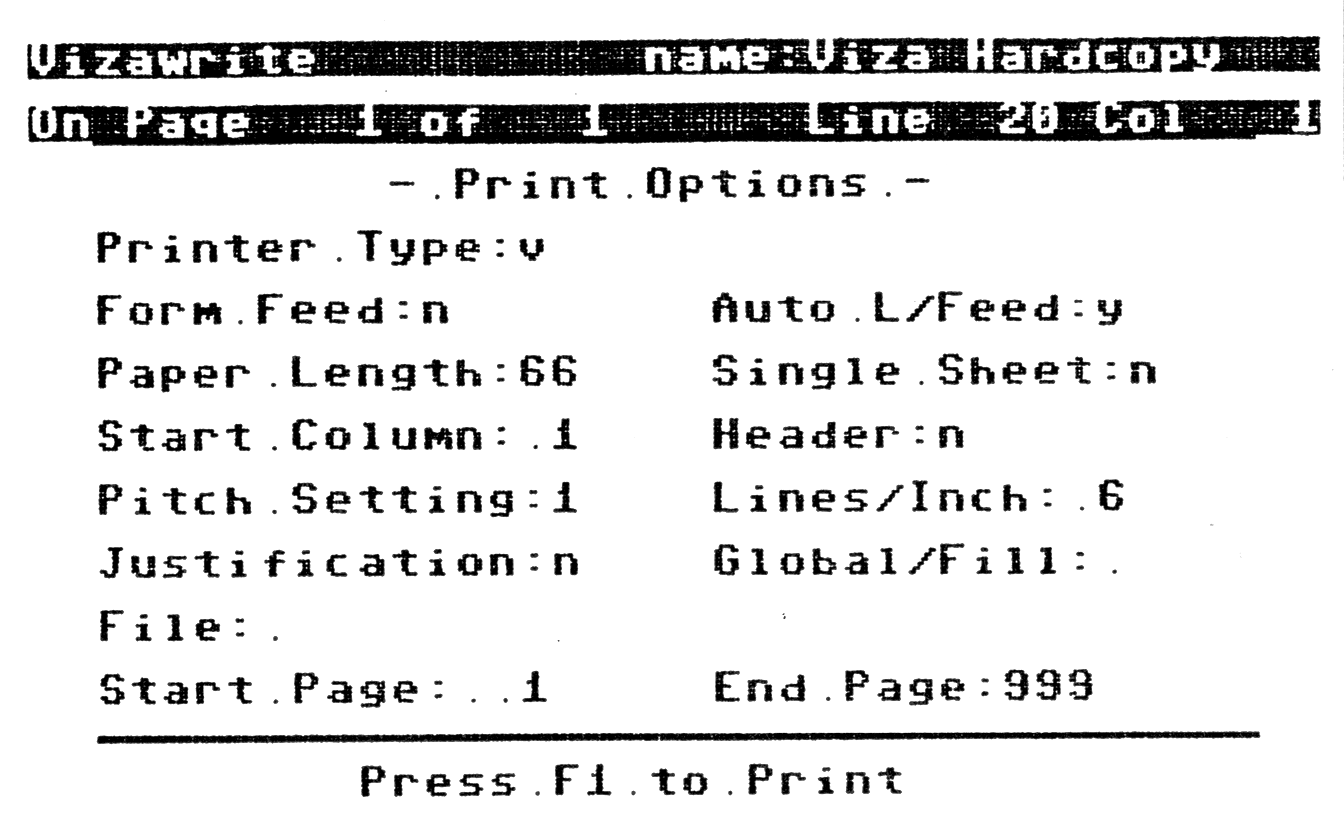 Vizawrite name:Viza Hardcopy
On Page 1 of 1 Line 20 Col 1
-.Print.Options.-
Printer.Type:v
Form.Feed:n Auto.L/Feed:y
Paper.Length:66 Single.Sheet:n
Start.Column:.1 Header:n
Pitch.Setting:1 Lines/Inch:.6
Justification:n Global/Fill:.
File:.
Start.Page:..1 End.Page:999
Press.F1.to.Print